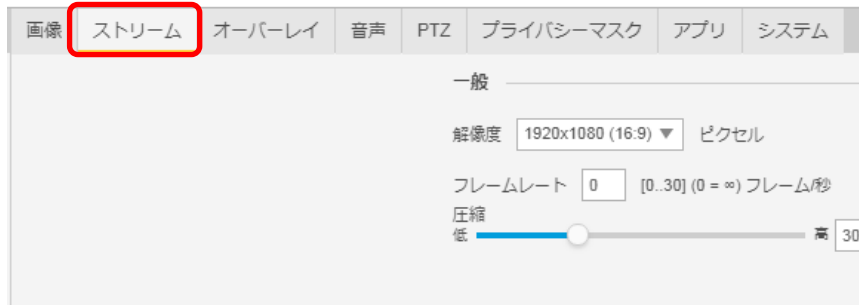 画像 ストリーム オーバーレイ 音声 PTZ プライバシーマスク アプリ システム
一般
解像度 1920x1080 (16:9) ピクセル
フレームレート 0 [0..30] (0 = ∞) フレーム/秒
圧縮
低 高 30